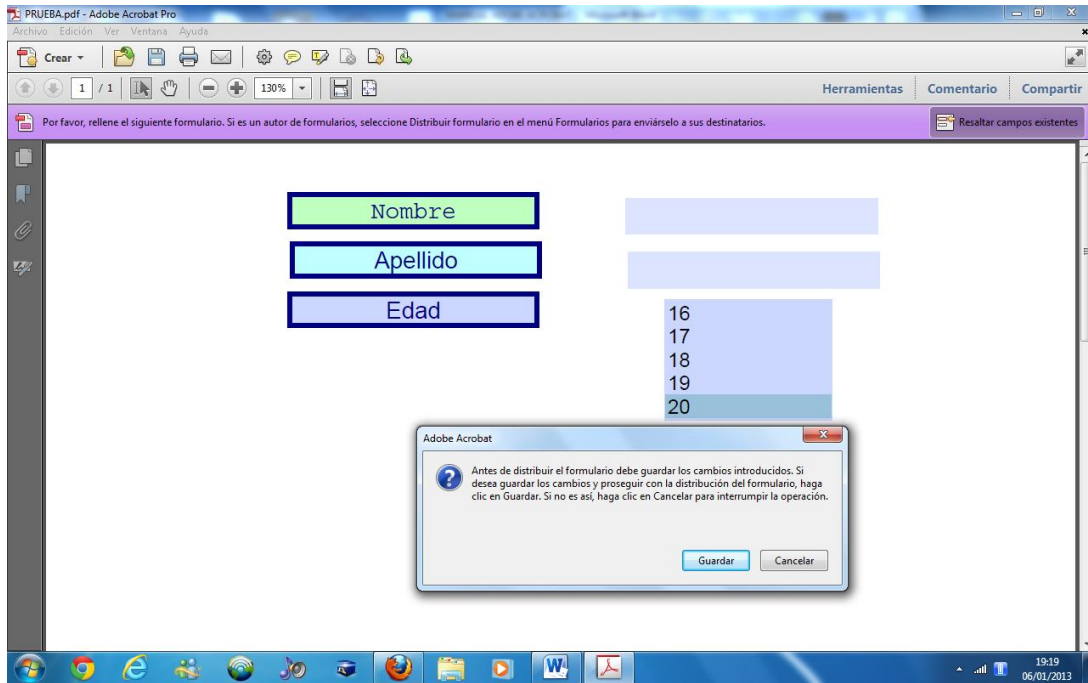 PRUEBA.pdf - Adobe Acrobat Pro
Archivo Edición Ver Ventana Ayuda
Crear
1 / 1 130% Herramientas Comentario Compartir
Por favor, rellene el siguiente formulario. Si es un autor de formularios, seleccione Distribuir formulario en el menú Formularios para enviárselo a sus destinatarios. Resaltar campos existentes
Nombre
Apellido
Edad
16
17
18
19
20
Adobe Acrobat
Antes de distribuir el formulario debe guardar los cambios introducidos. Si
desea guardar los cambios y proseguir con la distribución del formulario, haga
clic en Guardar. Si no es así, haga clic en Cancelar para interrumpir la operación.
Guardar Cancelar
19:19
06/01/2013